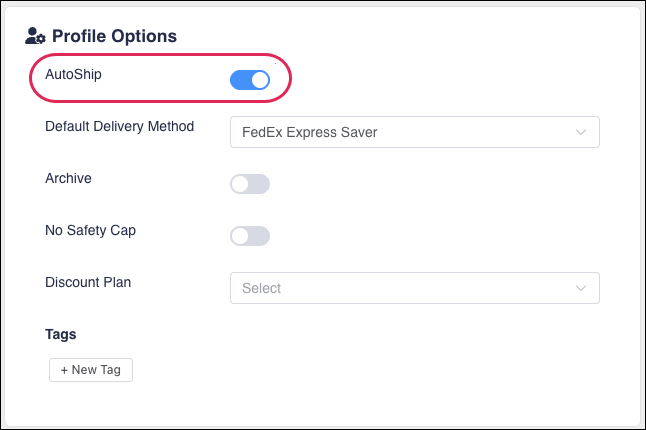 Profile Options
AutoShip
Default Delivery Method
FedEx Express Saver
Archive
No Safety Cap
Discount Plan
Select
Tags
+ New Tag